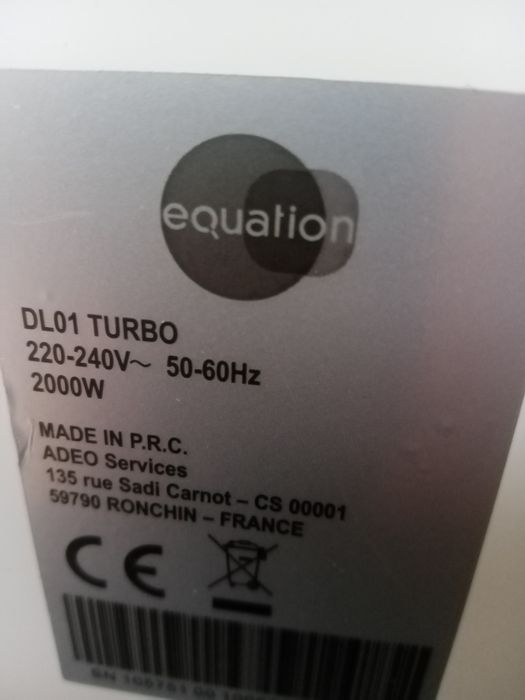 equation
DL01 TURBO
220-240V~ 50-60Hz
2000W
MADE IN P.R.C.
ADEO Services
135 rue Sadi Carnot – CS 00001
59790 RONCHIN – FRANCE
CE